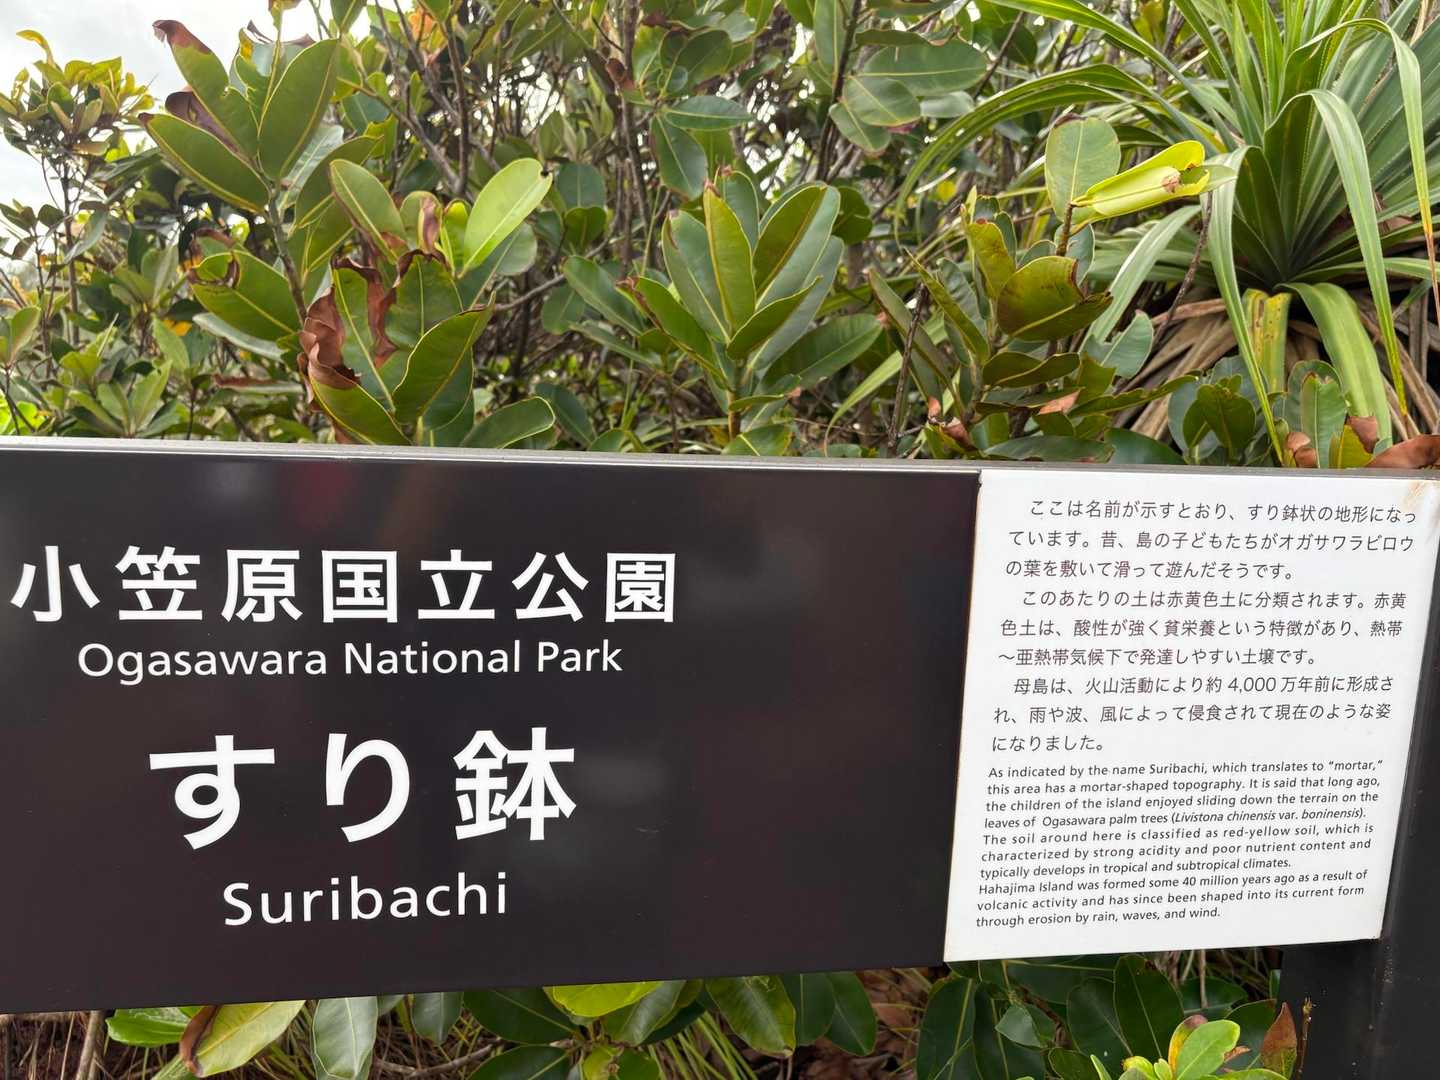 小笠原国立公園
Ogasawara National Park
すり鉢
Suribachi
ここは名前が示すとおり、すり鉢状の地形になっ
ています。昔、島の子どもたちがオガサワラビロウ
の葉を敷いて滑って遊んだそうです。
このあたりの土は赤黄色土に分類されます。赤黄
色土は、酸性が強く貧栄養という特徴があり、熱帯
～亜熱帯気候下で発達しやすい土壌です。
母島は、火山活動により約 4,000 万年前に形成さ
れ、雨や波、風によって侵食されて現在のような姿
になりました。
As indicated by the name Suribachi, which translates to “mortar,”
this area has a mortar-shaped topography. It is said that long ago,
the children of the island enjoyed sliding down the terrain on the
leaves of Ogasawara palm trees (Livistona chinensis var. boninensis).
The soil around here is classified as red-yellow soil, which is
characterized by strong acidity and poor nutrient content and
typically develops in tropical and subtropical climates.
Hahajima Island was formed some 40 million years ago as a result of
volcanic activity and has since been shaped into its current form
through erosion by rain, waves, and wind.